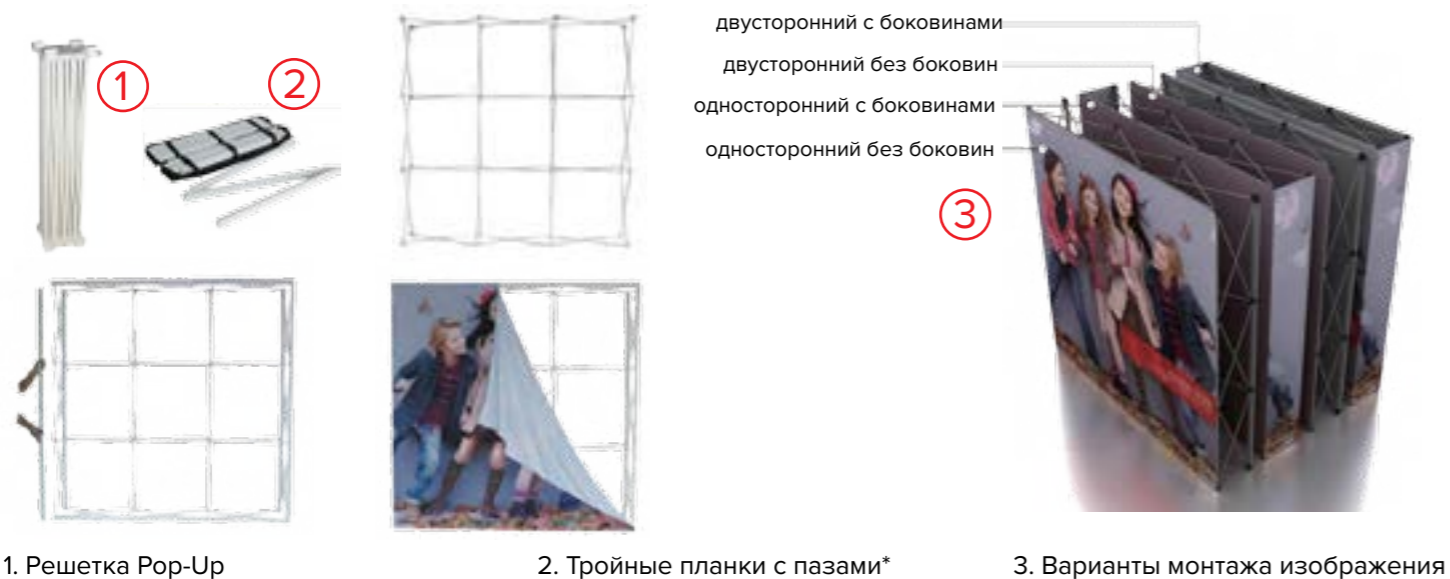 двусторонний с боковинами
двусторонний без боковин
односторонний с боковинами
односторонний без боковин
1
2
3
1. Решетка Pop-Up
2. Тройные планки с пазами*
3. Варианты монтажа изображения